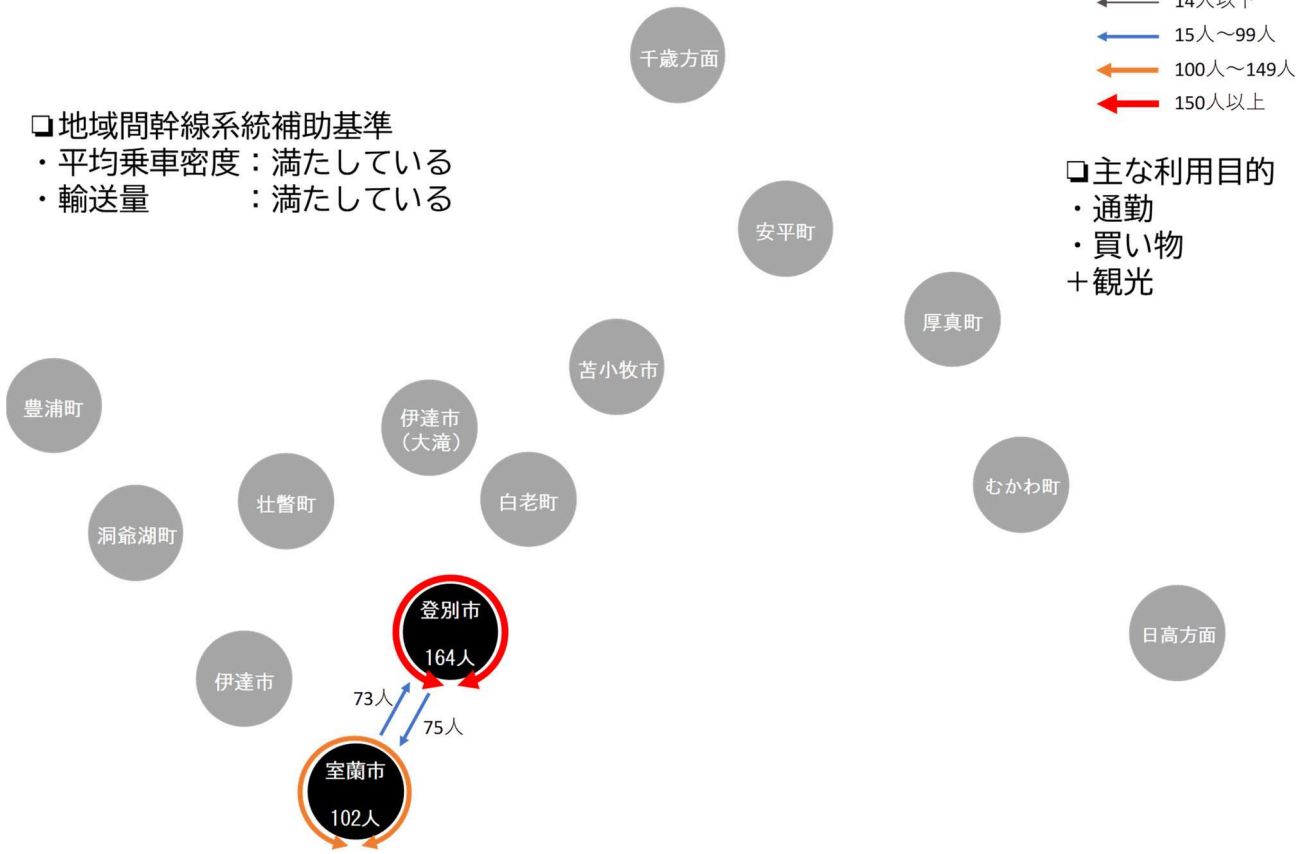 14人以下
15人～99人
100人～149人
150人以上
❏地域間幹線系統補助基準
・平均乗車密度：満たしている
・輸送量　　　：満たしている
❏主な利用目的
・通勤
・買い物
＋観光
千歳方面
安平町
厚真町
苫小牧市
豊浦町
伊達市
（大滝）
むかわ町
壮瞥町
白老町
洞爺湖町
登別市
164人
日高方面
伊達市
73人
75人
室蘭市
102人